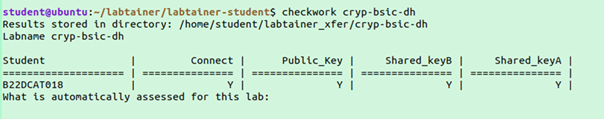 student@ubuntu:~/labtainer/labtainer-student$ checkwork cryp-bsic-dh
Results stored in directory: /home/student/labtainer_xfer/cryp-bsic-dh
Labname cryp-bsic-dh
Student | Connect | Public_Key | Shared_keyB | Shared_keyA |
==================== | =============== | =============== | =============== | =============== |
B22DCAT018 | Y | Y | Y | Y |
What is automatically assessed for this lab: